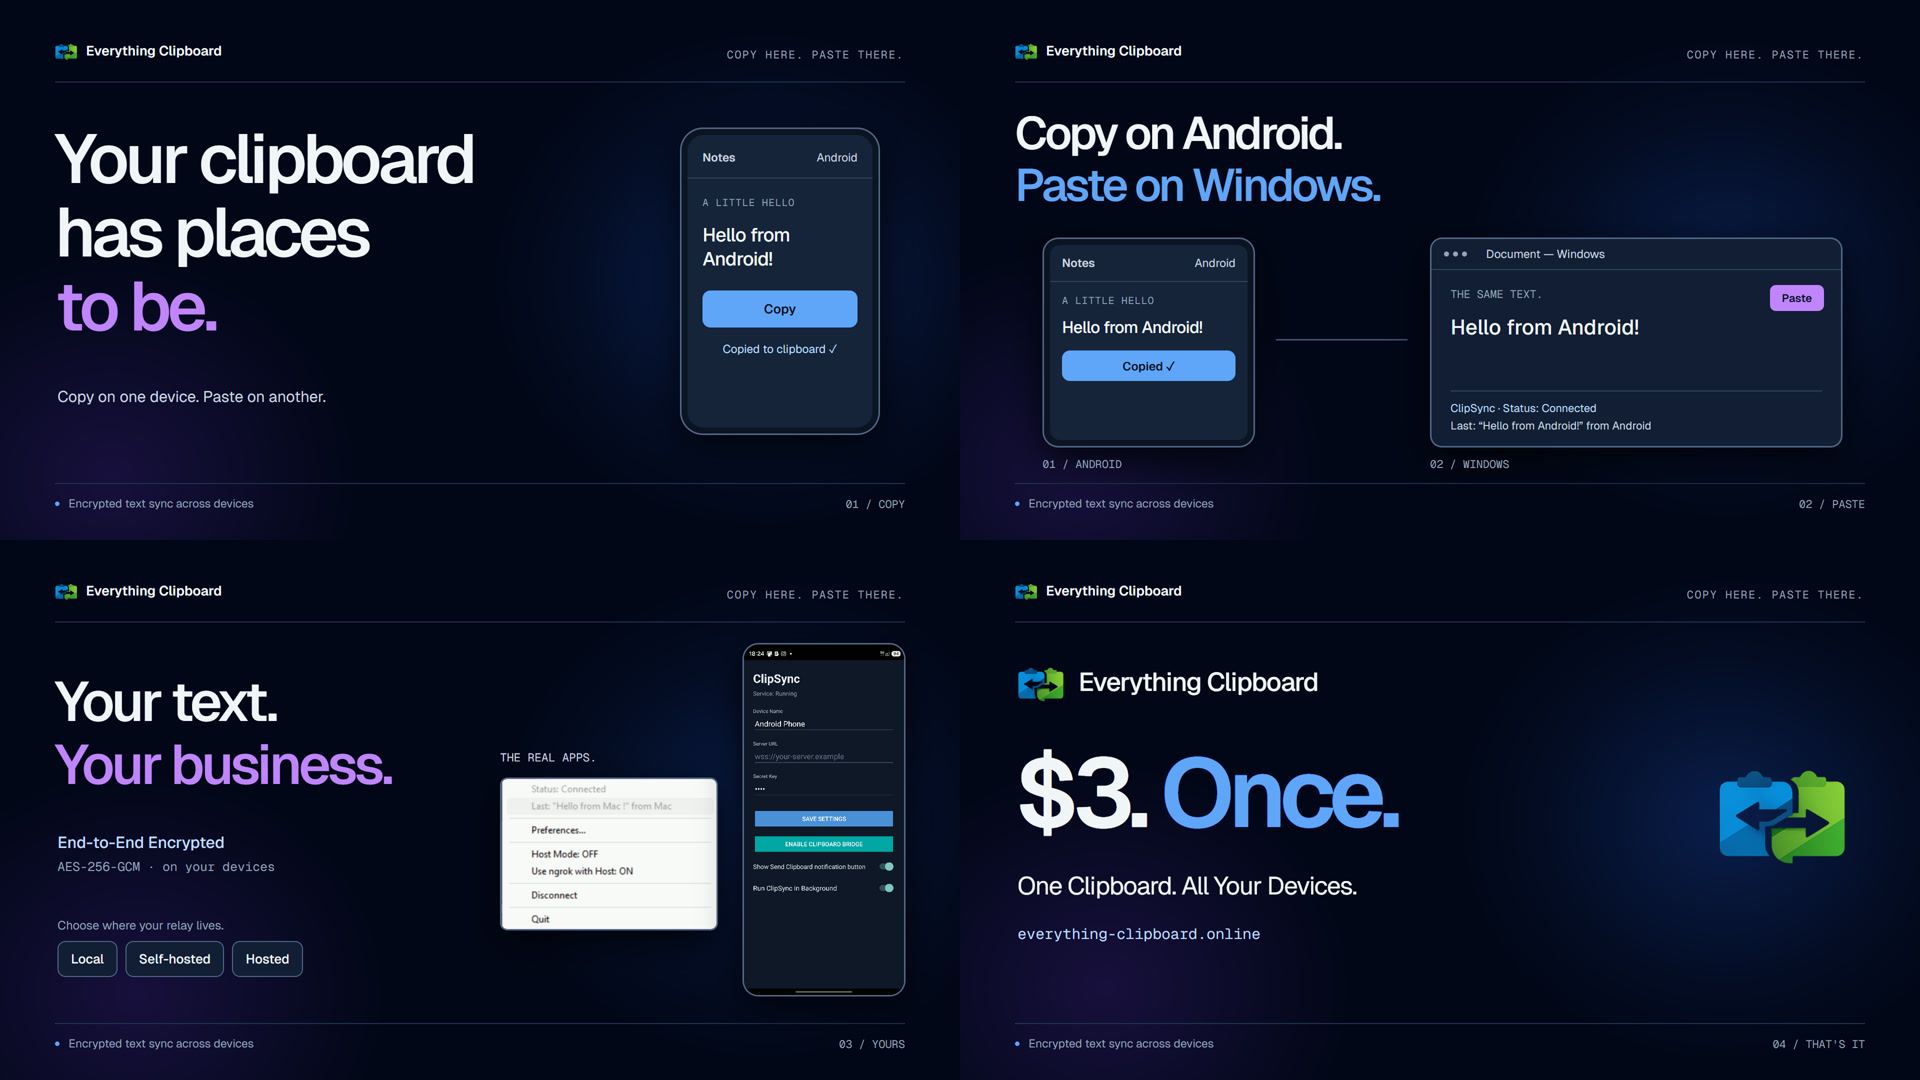 Everything Clipboard
COPY HERE. PASTE THERE.
Your clipboard
has places
to be.
Copy on one device. Paste on another.
Notes
Android
A LITTLE HELLO
Hello from
Android!
Copy
Copied to clipboard ✓
Encrypted text sync across devices
01 / COPY
Everything Clipboard
COPY HERE. PASTE THERE.
Copy on Android.
Paste on Windows.
Notes
Android
A LITTLE HELLO
Hello from Android!
Copied ✓
01 / ANDROID
Document — Windows
THE SAME TEXT.
Paste
Hello from Android!
ClipSync · Status: Connected
Last: “Hello from Android!” from Android
02 / WINDOWS
Encrypted text sync across devices
02 / PASTE
Everything Clipboard
COPY HERE. PASTE THERE.
Your text.
Your business.
End-to-End Encrypted
AES-256-GCM · on your devices
Choose where your relay lives.
Local
Self-hosted
Hosted
THE REAL APPS.
Status: Connected
Last: "Hello from Mac !" from Mac
Preferences...
Host Mode: OFF
Use ngrok with Host: ON
Disconnect
Quit
18:24
ClipSync
Service: Running
Device Name
Android Phone
Server URL
wss://your-server.example
Secret Key
••••
SAVE SETTINGS
ENABLE CLIPBOARD BRIDGE
Show Send Clipboard notification button
Run ClipSync in Background
Encrypted text sync across devices
03 / YOURS
Everything Clipboard
COPY HERE. PASTE THERE.
Everything Clipboard
$3. Once.
One Clipboard. All Your Devices.
everything-clipboard.online
Encrypted text sync across devices
04 / THAT'S IT